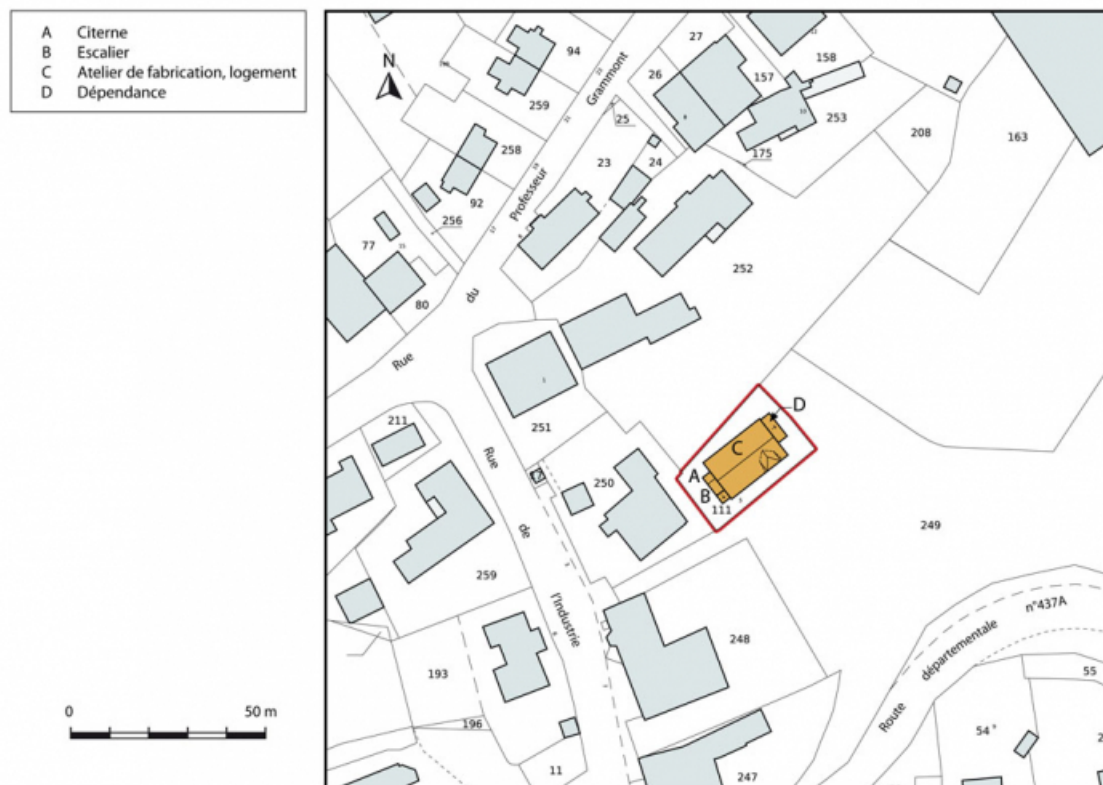 A Citerne
B Escalier
C Atelier de fabrication, logement
D Dépendance
N
0 50 m
94
27
26
158
157
259
25
253
258
23
24
175
208
163
92
256
77
252
80
Rue du Professeur Grammont
211
251
D
C
A
B
111
250
249
Rue de l'Industrie
259
n°437A
Route départementale
248
193
55
196
54
11
247